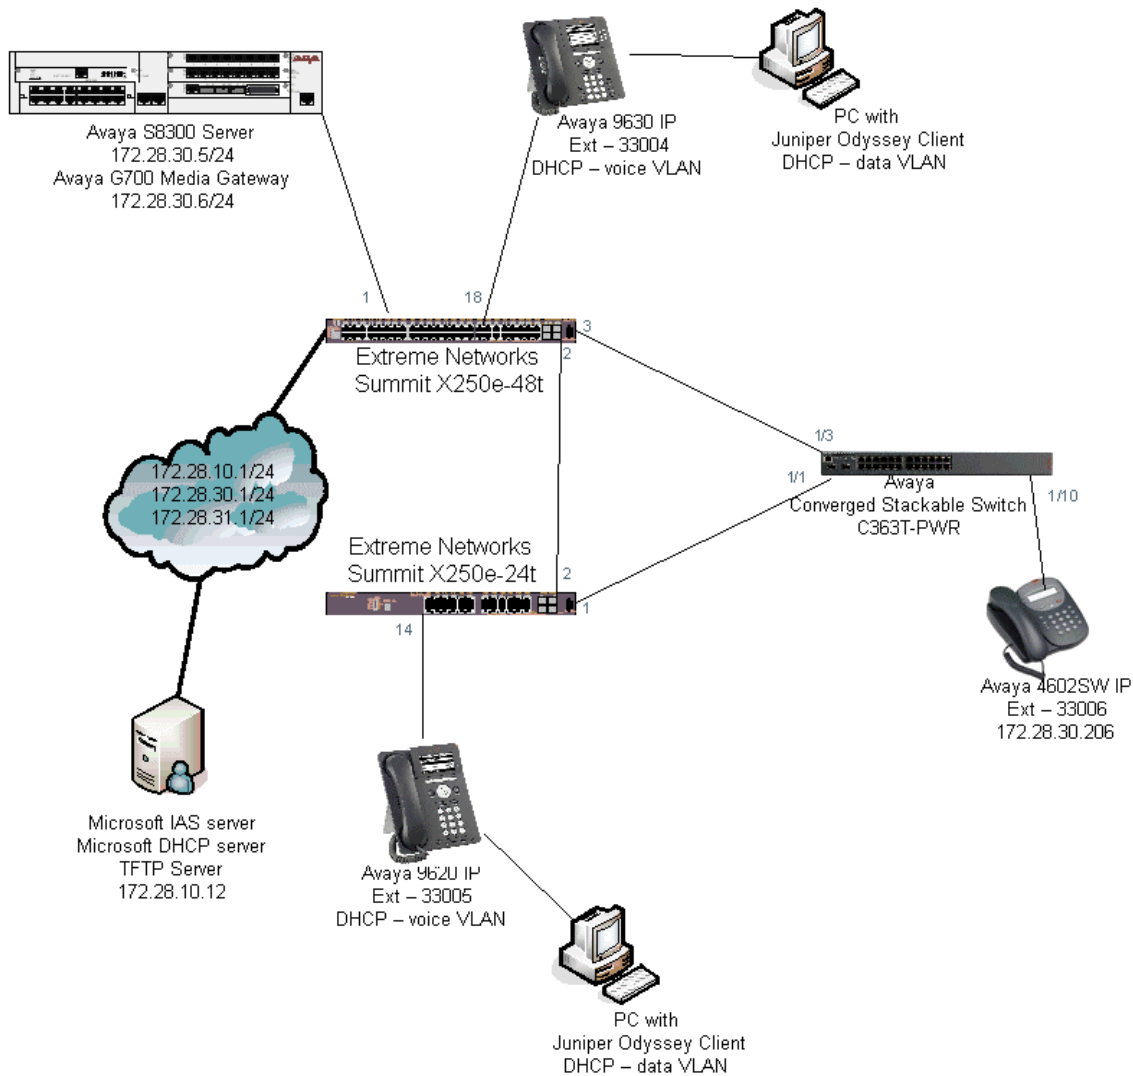 Avaya S8300 Server
172.28.30.5/24
Avaya G700 Media Gateway
172.28.30.6/24
Avaya 9630 IP
Ext – 33004
DHCP – voice VLAN
PC with
Juniper Odyssey Client
DHCP – data VLAN
1
18
3
2
Extreme Networks
Summit X250e-48t
172.28.10.1/24
172.28.30.1/24
172.28.31.1/24
1/3
1/1
Avaya
Converged Stackable Switch
C363T-PWR
1/10
Extreme Networks
Summit X250e-24t
2
1
14
Avaya 4602SW IP
Ext – 33006
172.28.30.206
Microsoft IAS server
Microsoft DHCP server
TFTP Server
172.28.10.12
Avaya 9620 IP
Ext – 33005
DHCP – voice VLAN
PC with
Juniper Odyssey Client
DHCP – data VLAN